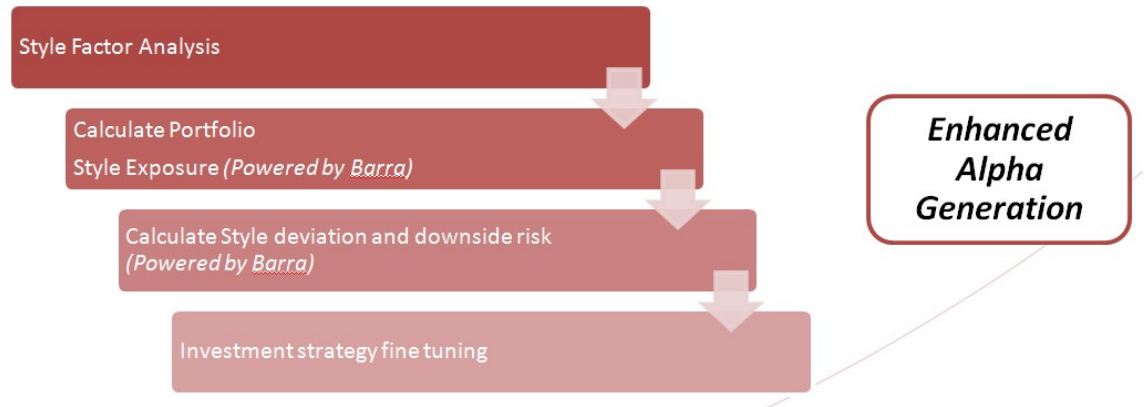 Style Factor Analysis
Calculate Portfolio
Style Exposure (Powered by Barra)
Calculate Style deviation and downside risk
(Powered by Barra)
Investment strategy fine tuning
Enhanced
Alpha
Generation